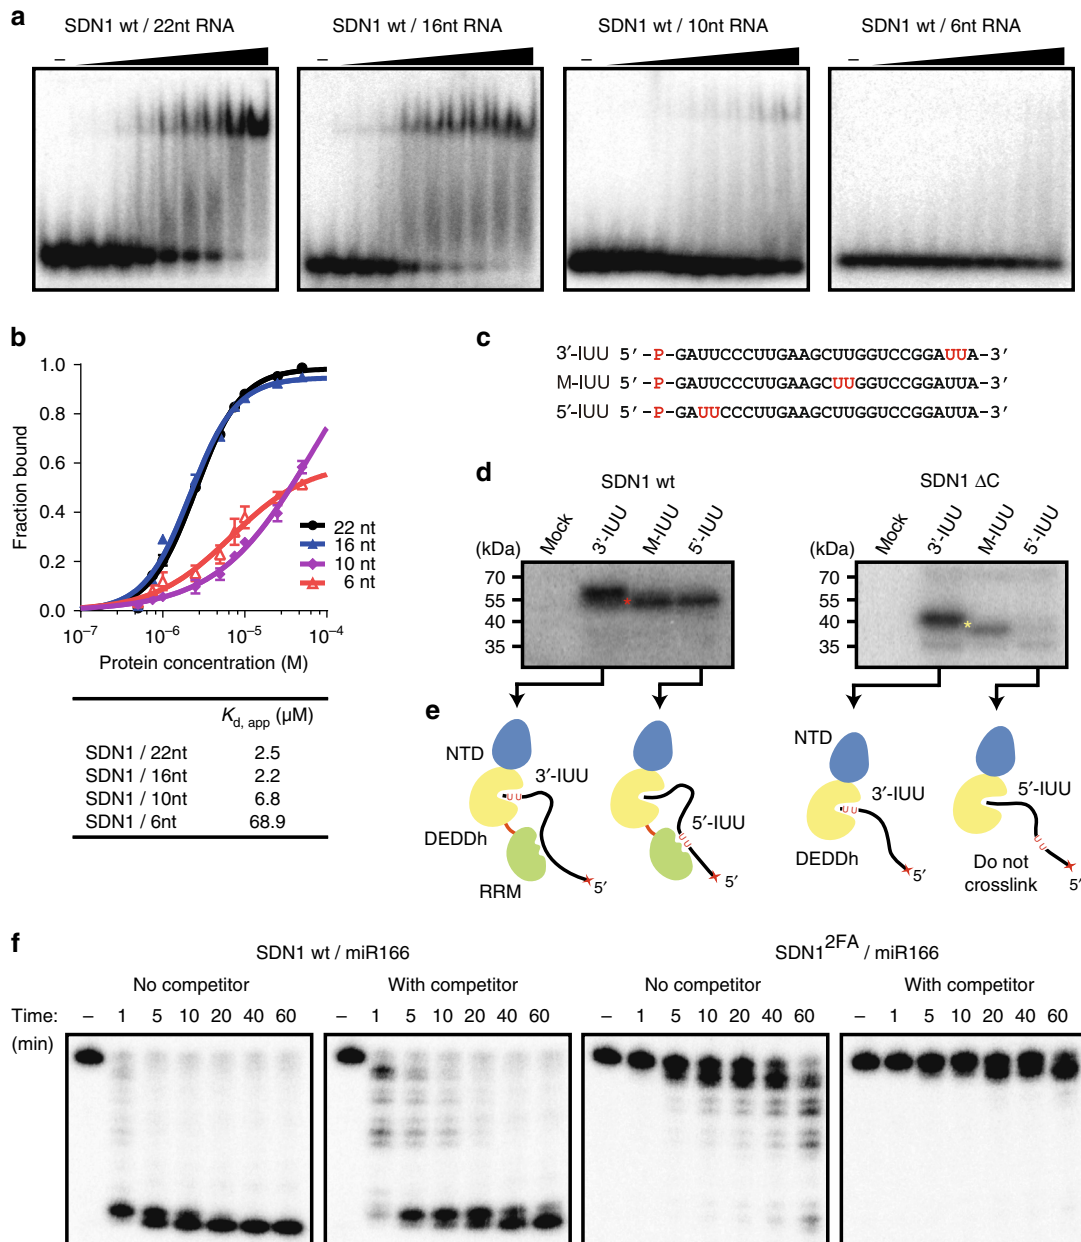 a
SDN1 wt / 22nt RNA
SDN1 wt / 16nt RNA
SDN1 wt / 10nt RNA
SDN1 wt / 6nt RNA
– – – –
b
Fraction bound
1.0
0.8
0.6
0.4
0.2
0.0
10⁻⁷ 10⁻⁶ 10⁻⁵ 10⁻⁴
Protein concentration (M)
22 nt
16 nt
10 nt
6 nt
Kd, app (µM)
SDN1 / 22nt 2.5
SDN1 / 16nt 2.2
SDN1 / 10nt 6.8
SDN1 / 6nt 68.9
c
3′-IUU 5′-P-GAUUCCCUUGAAGCUUGGUCCGGAUUA-3′
M-IUU 5′-P-GAUUCCCUUGAAGCUUGGUCCGGAUUA-3′
5′-IUU 5′-P-GAUUCCCUUGAAGCUUGGUCCGGAUUA-3′
d
SDN1 wt
Mock 3′-IUU M-IUU 5′-IUU
(kDa)
70
55
40
35
*
SDN1 ΔC
Mock 3′-IUU M-IUU 5′-IUU
(kDa)
70
55
40
35
*
e
NTD
3′-IUU
UU
DEDDh
RRM
5′
5′-IUU
UU
5′
NTD
3′-IUU
UU
DEDDh
5′
5′-IUU
UU
Do not
crosslink
5′
f
SDN1 wt / miR166
SDN1²ᶠᴬ / miR166
No competitor With competitor No competitor With competitor
Time: – 1 5 10 20 40 60 – 1 5 10 20 40 60 – 1 5 10 20 40 60 – 1 5 10 20 40 60
(min)